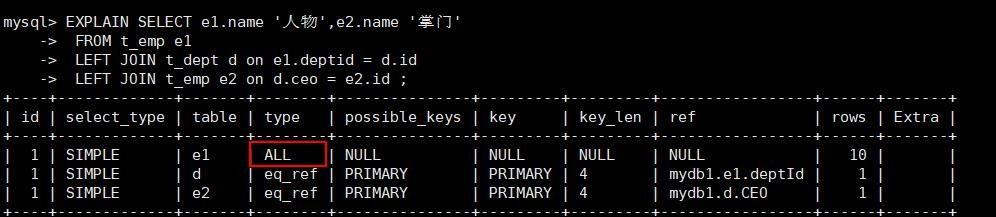 mysql> EXPLAIN SELECT e1.name '人物',e2.name '掌门'
    ->  FROM t_emp e1
    ->  LEFT JOIN t_dept d on e1.deptid = d.id
    ->  LEFT JOIN t_emp e2 on d.ceo = e2.id ;
+----+-------------+-------+--------+---------------+---------+---------+-----------------+------+-------+
| id | select_type | table | type   | possible_keys | key     | key_len | ref             | rows | Extra |
+----+-------------+-------+--------+---------------+---------+---------+-----------------+------+-------+
|  1 | SIMPLE      | e1    | ALL    | NULL          | NULL    | NULL    | NULL            |   10 |       |
|  1 | SIMPLE      | d     | eq_ref | PRIMARY       | PRIMARY | 4       | mydb1.e1.deptId |    1 |       |
|  1 | SIMPLE      | e2    | eq_ref | PRIMARY       | PRIMARY | 4       | mydb1.d.CEO     |    1 |       |
+----+-------------+-------+--------+---------------+---------+---------+-----------------+------+-------+